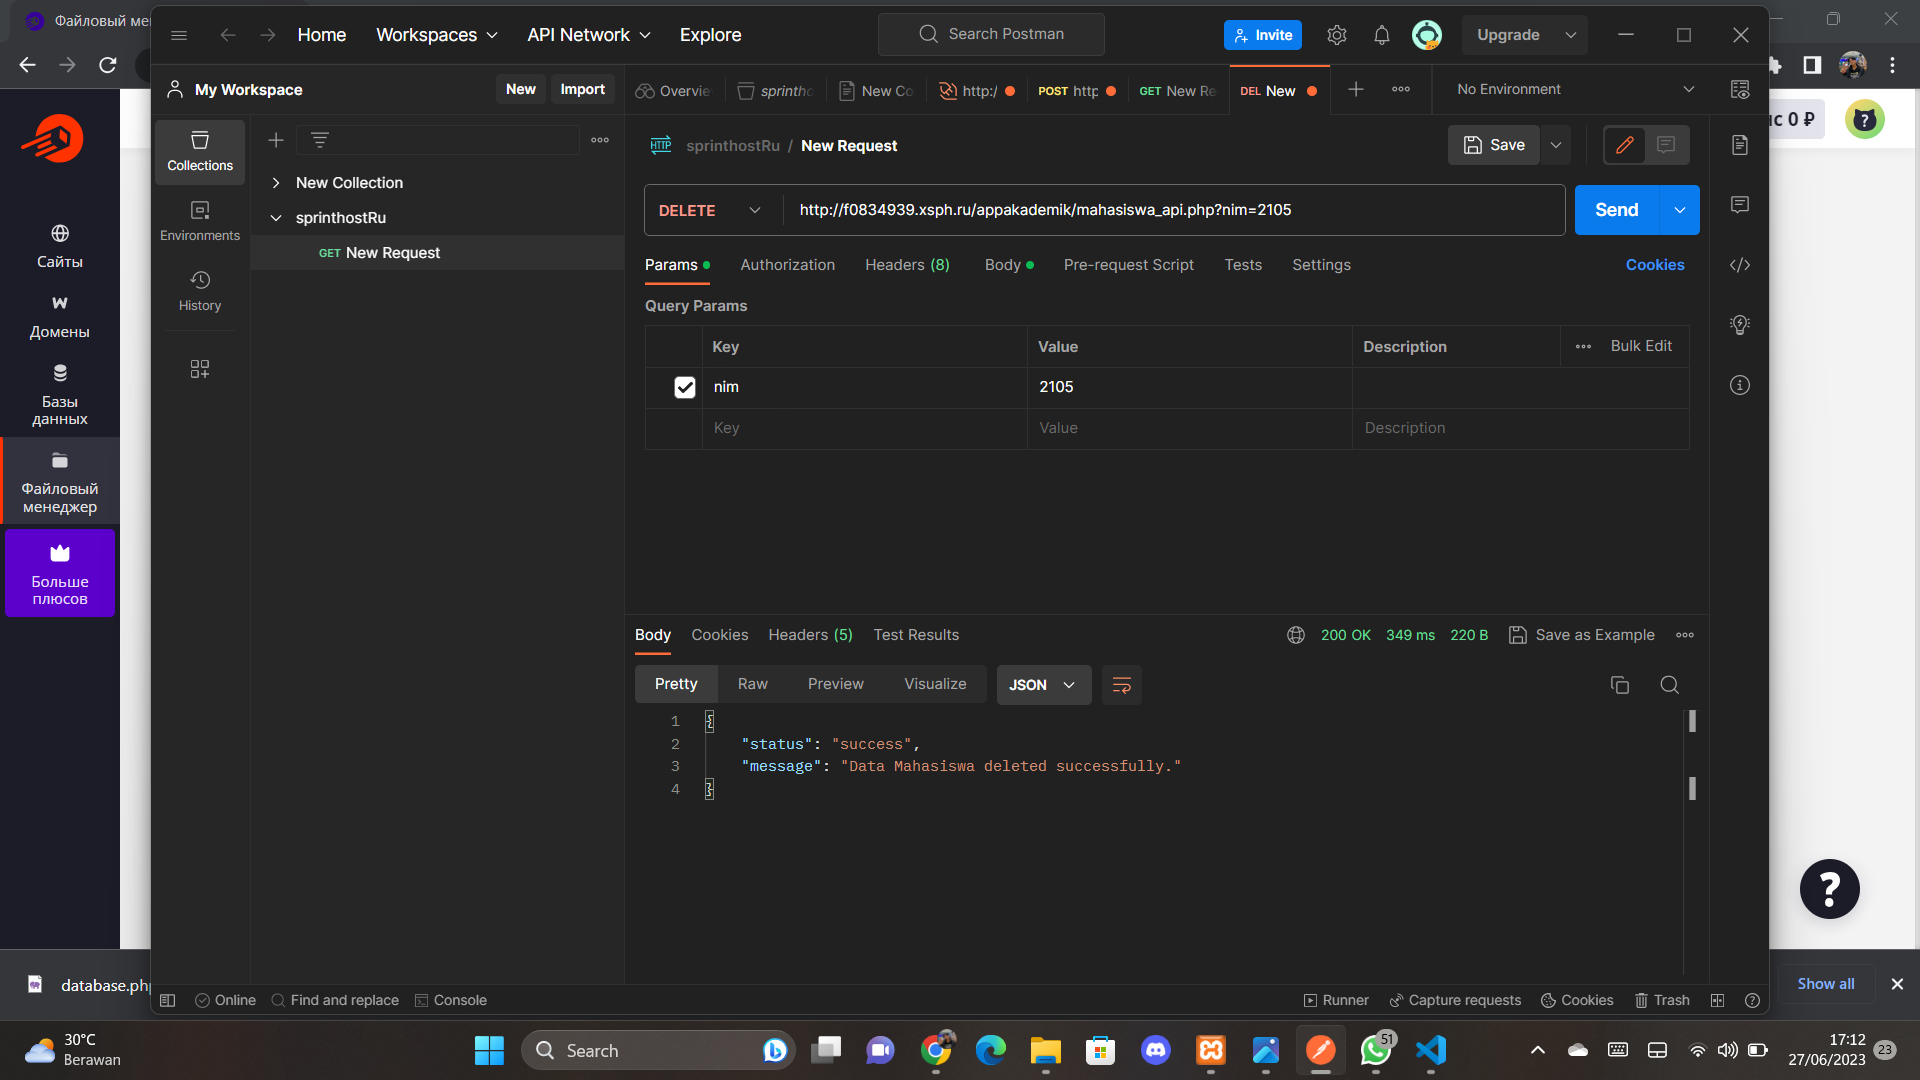 Файловый ме
Home
Workspaces
API Network
Explore
Search Postman
Invite
Upgrade
My Workspace
New
Import
Overvie
sprintho
New Co
http:/
POST http
GET New Re
DEL New
No Environment
с 0 ₽
Collections
Environments
History
New Collection
sprinthostRu
GET New Request
Сайты
Домены
Базы
данных
Файловый
менеджер
Больше
плюсов
HTTP
sprinthostRu / New Request
Save
DELETE
http://f0834939.xsph.ru/appakademik/mahasiswa_api.php?nim=2105
Send
Params
Authorization
Headers (8)
Body
Pre-request Script
Tests
Settings
Cookies
Query Params
Key
Value
Description
Bulk Edit
nim
2105
Key
Value
Description
Body
Cookies
Headers (5)
Test Results
200 OK
349 ms
220 B
Save as Example
Pretty
Raw
Preview
Visualize
JSON
1 {
2 "status": "success",
3 "message": "Data Mahasiswa deleted successfully."
4 }
database.php
Show all
Online
Find and replace
Console
Runner
Capture requests
Cookies
Trash
30°C
Berawan
Search
51
17:12
27/06/2023
23